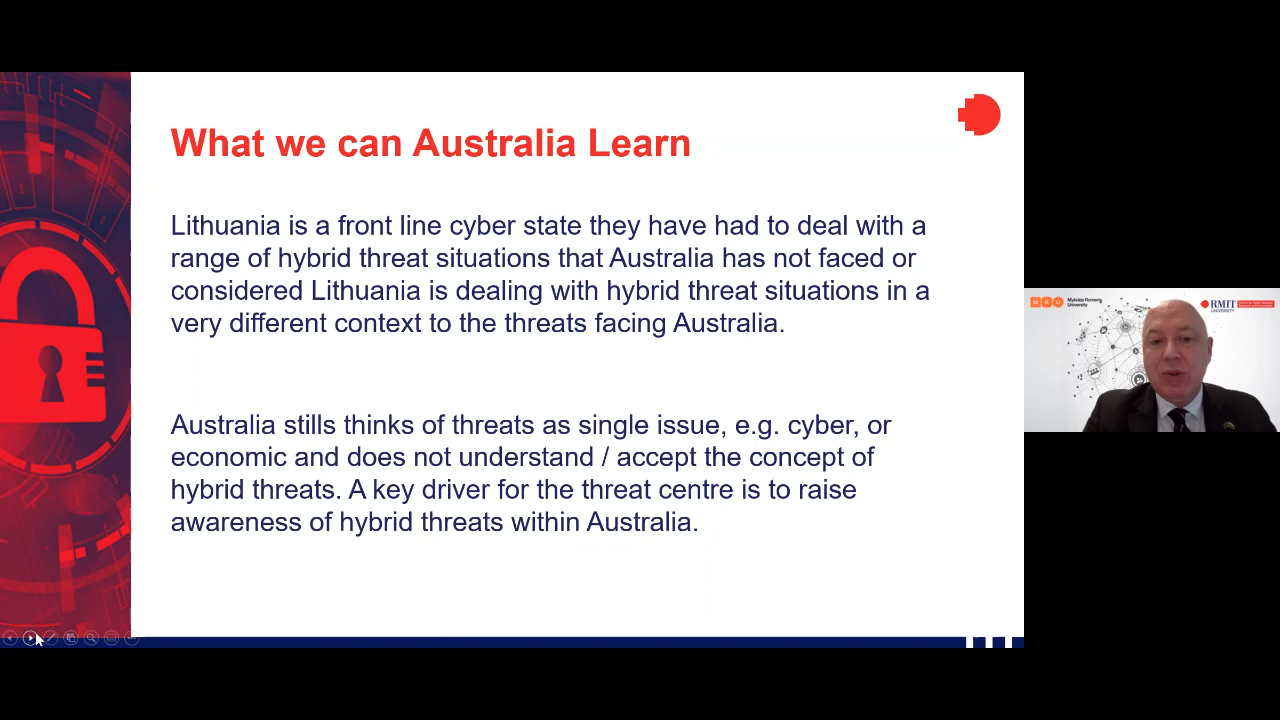 What we can Australia Learn
Lithuania is a front line cyber state they have had to deal with a
range of hybrid threat situations that Australia has not faced or
considered Lithuania is dealing with hybrid threat situations in a
very different context to the threats facing Australia.
Australia stills thinks of threats as single issue, e.g. cyber, or
economic and does not understand / accept the concept of
hybrid threats. A key driver for the threat centre is to raise
awareness of hybrid threats within Australia.
MRU
Mykolas Romeris
University
RMIT
UNIVERSITY